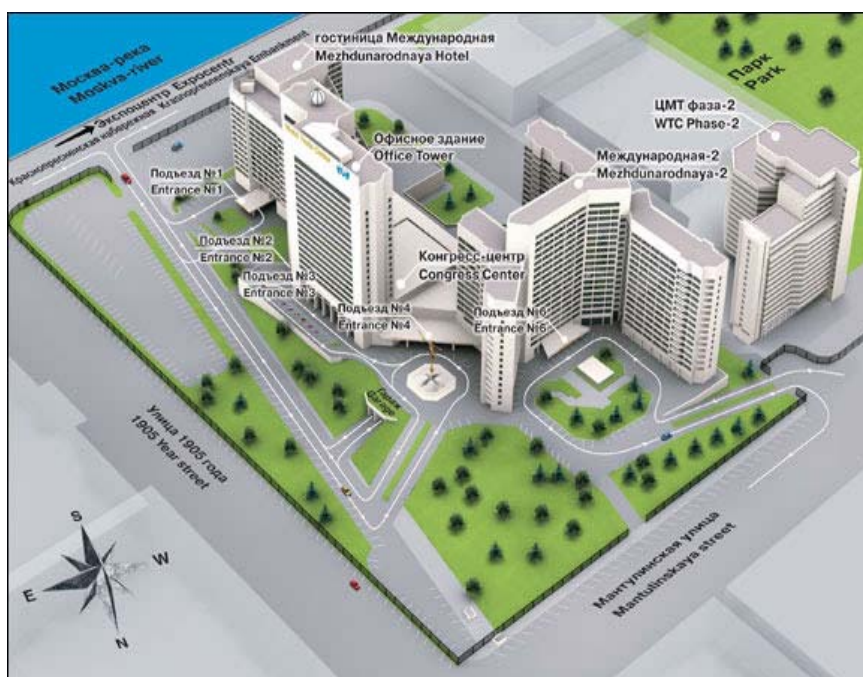 гостиница Международная
Mezhdunarodnaya Hotel
Москва-река
Moskva-river
Экспоцентр Expocentr
Краснопресненская набережная Krasnopresnenskaya Embankment
Парк
Park
ЦМТ фаза-2
WTC Phase-2
Офисное здание
Office Tower
Международная-2
Mezhdunarodnaya-2
Подъезд №1
Entrance №1
Подъезд №2
Entrance №2
Конгресс-центр
Congress Center
Подъезд №3
Entrance №3
Подъезд №4
Entrance №4
Подъезд №6
Entrance №6
Гараж
Garage
Улица 1905 года
1905 Year street
Мантулинская улица
Mantulinskaya street
S
W
E
N